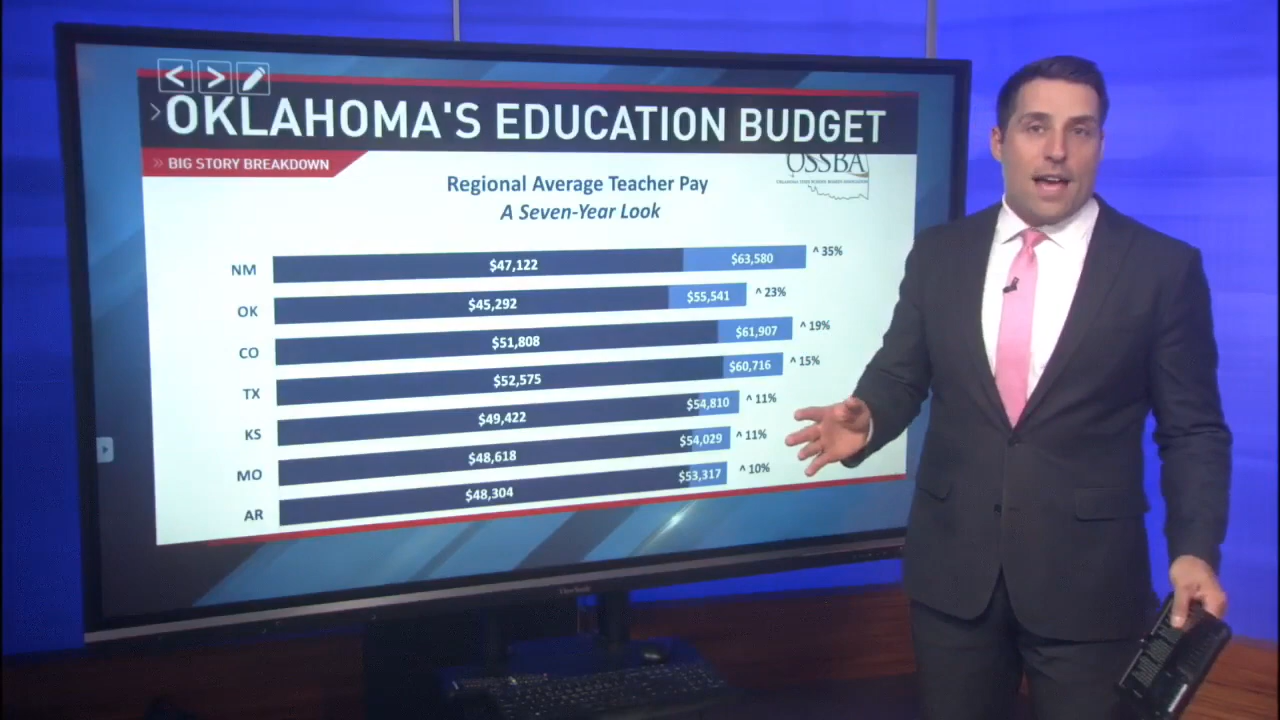 < >
> OKLAHOMA'S EDUCATION BUDGET
>> BIG STORY BREAKDOWN
OSSBA
Regional Average Teacher Pay
A Seven-Year Look
NM $47,122 $63,580 ^ 35%
OK $45,292 $55,541 ^ 23%
CO $51,808 $61,907 ^ 19%
TX $52,575 $60,716 ^ 15%
KS $49,422 $54,810 ^ 11%
MO $48,618 $54,029 ^ 11%
AR $48,304 $53,317 ^ 10%